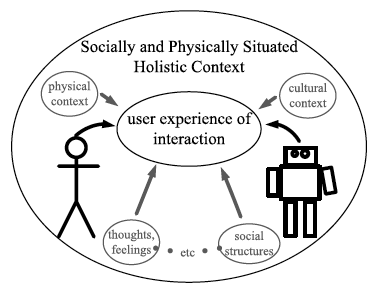 Socially and Physically Situated
Holistic Context
physical
context
cultural
context
user experience of
interaction
thoughts,
feelings
etc
social
structures